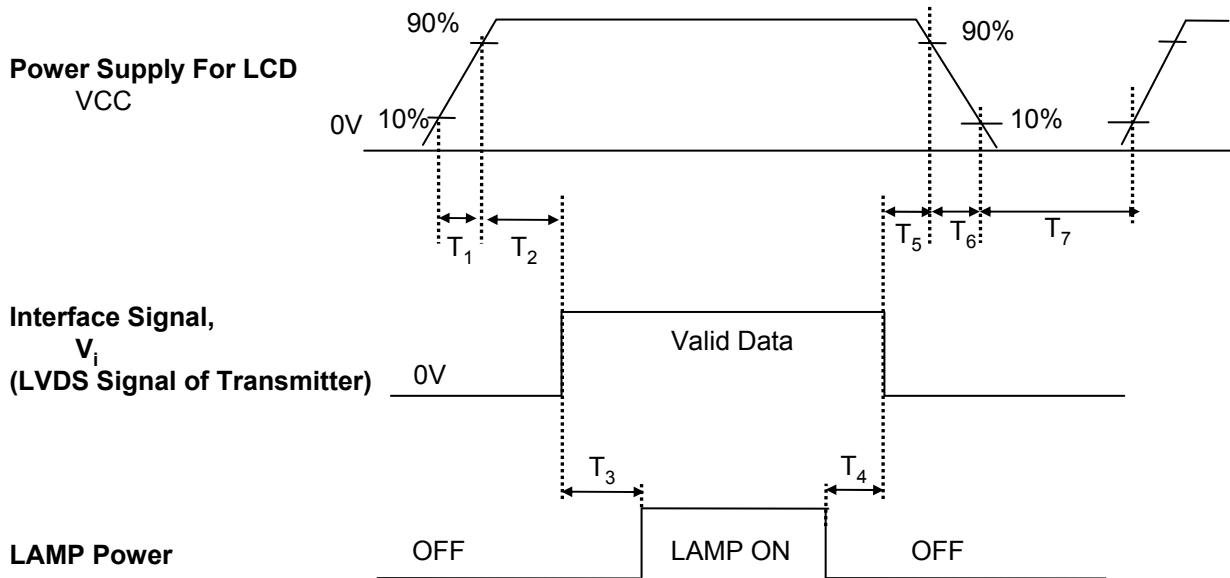 90%
90%
Power Supply For LCD
VCC
0V
10%
10%
T1
T2
T5
T6
T7
Interface Signal,
Vi
(LVDS Signal of Transmitter)
0V
Valid Data
T3
T4
LAMP Power
OFF
LAMP ON
OFF